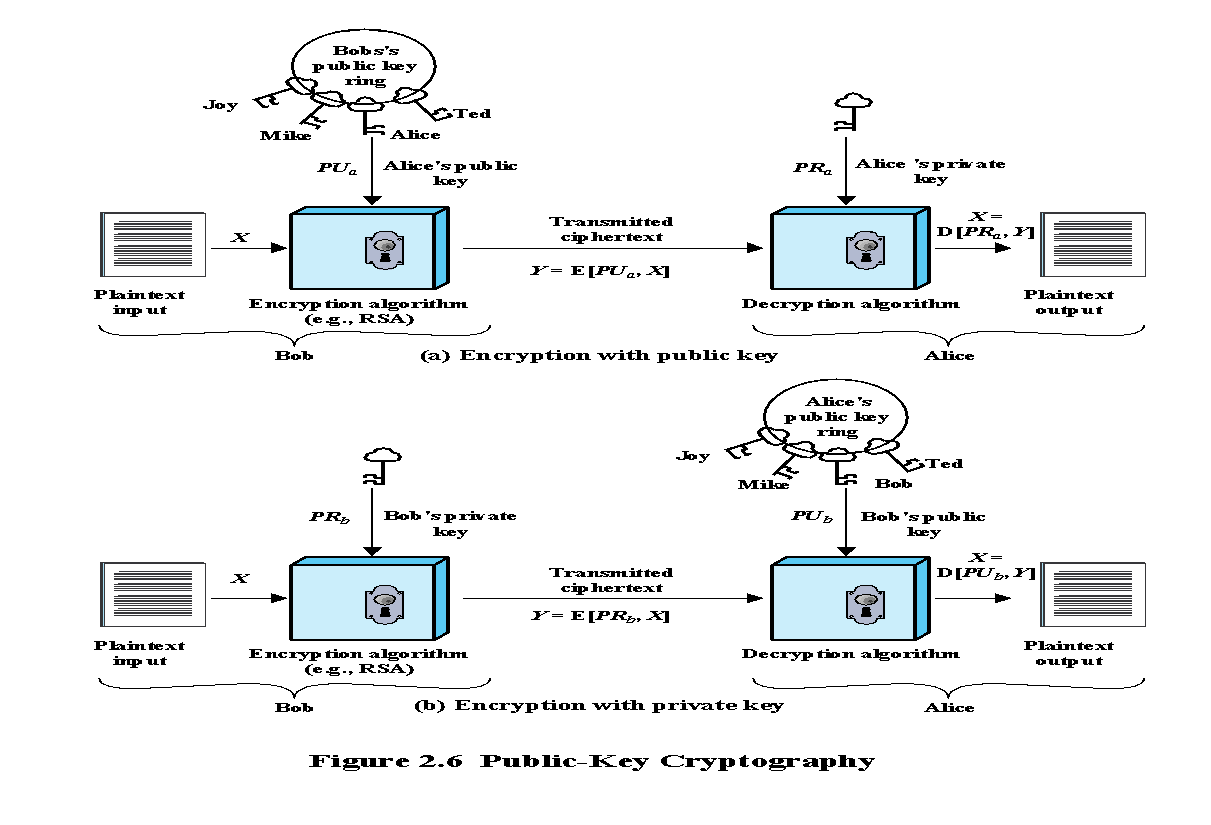 Bobs's
public key
ring
Joy
Ted
Mike
Alice
PUa
Alice's public
key
PRa
Alice 's private
key
X
Transmitted
ciphertext
Y = E[PUa, X]
X =
D[PRa, Y]
Plaintext
input
Encryption algorithm
(e.g., RSA)
Decryption algorithm
Plaintext
output
Bob
(a) Encryption with public key
Alice
Alice's
public key
ring
Joy
Ted
Mike
Bob
PRb
Bob's private
key
PUb
Bob's public
key
X
Transmitted
ciphertext
Y = E[PRb, X]
X =
D[PUb, Y]
Plaintext
input
Encryption algorithm
(e.g., RSA)
Decryption algorithm
Plaintext
output
Bob
(b) Encryption with private key
Alice
Figure 2.6 Public-Key Cryptography